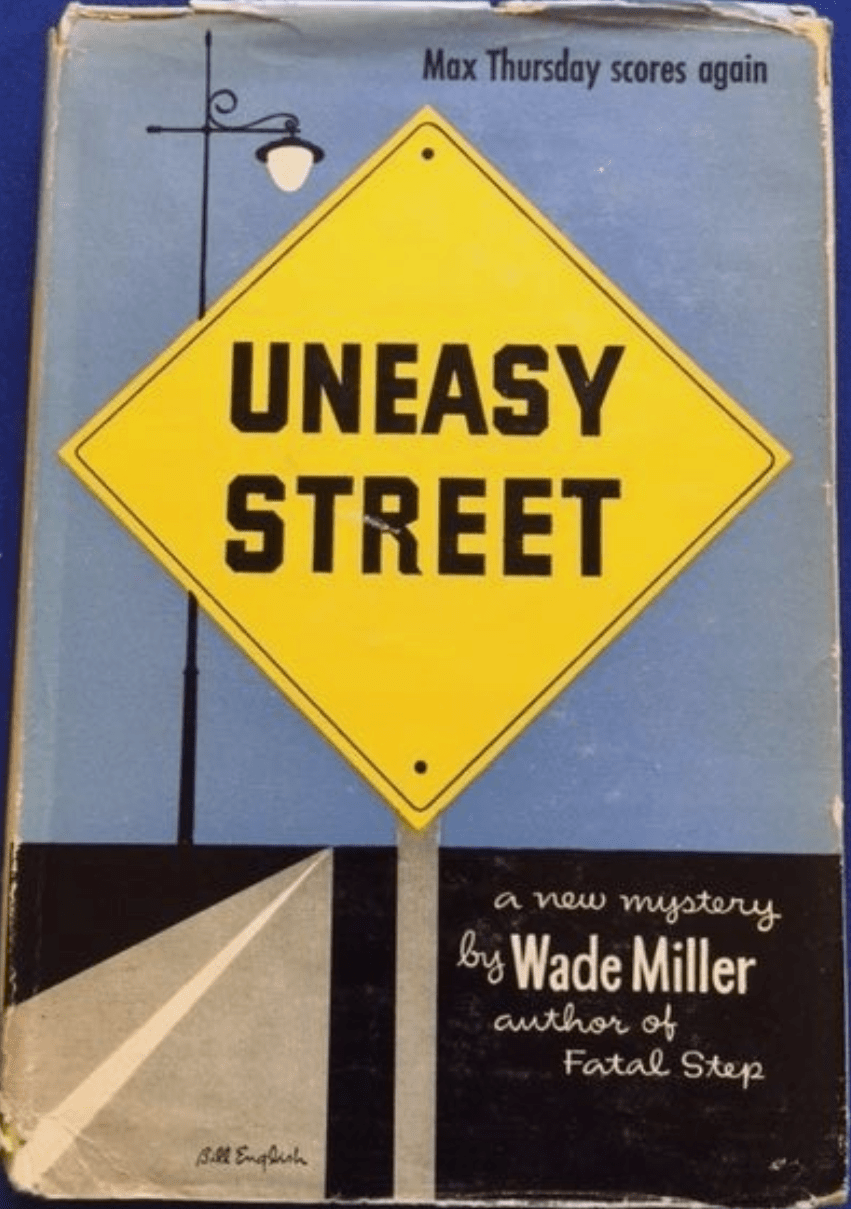 Max Thursday scores again
UNEASY
STREET
a new mystery
by Wade Miller
author of
Fatal Step
Bill English